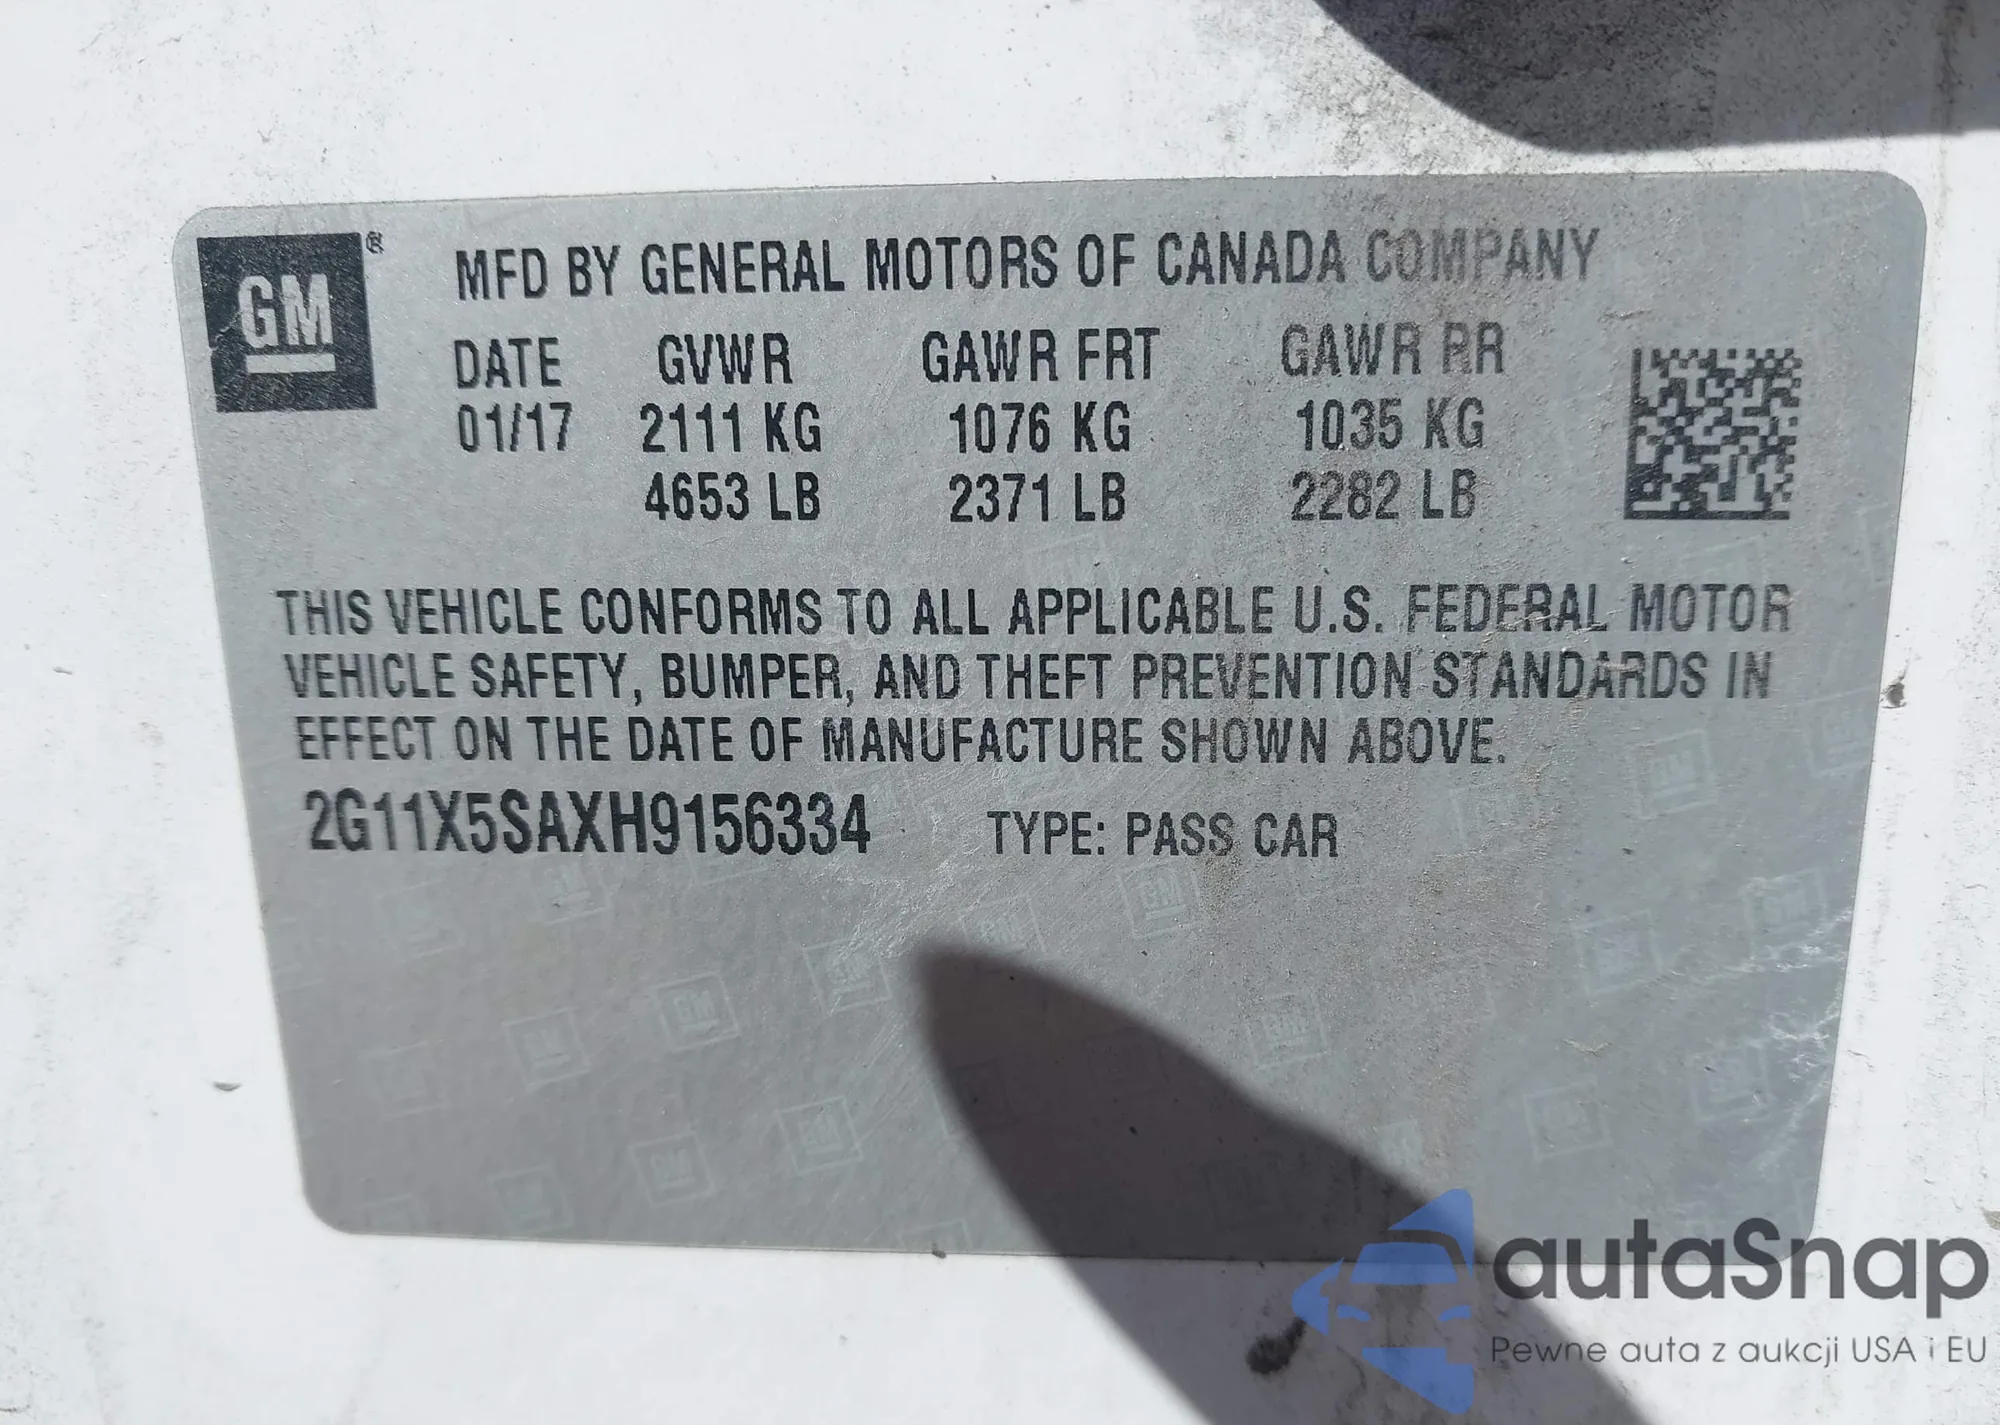 GM ®
MFD BY GENERAL MOTORS OF CANADA COMPANY
DATE GVWR GAWR FRT GAWR RR
01/17 2111 KG 1076 KG 1035 KG
4653 LB 2371 LB 2282 LB
THIS VEHICLE CONFORMS TO ALL APPLICABLE U.S. FEDERAL MOTOR
VEHICLE SAFETY, BUMPER, AND THEFT PREVENTION STANDARDS IN
EFFECT ON THE DATE OF MANUFACTURE SHOWN ABOVE.
2G11X5SAXH9156334 TYPE: PASS CAR
autaSnap
Pewne auta z aukcji USA i EU